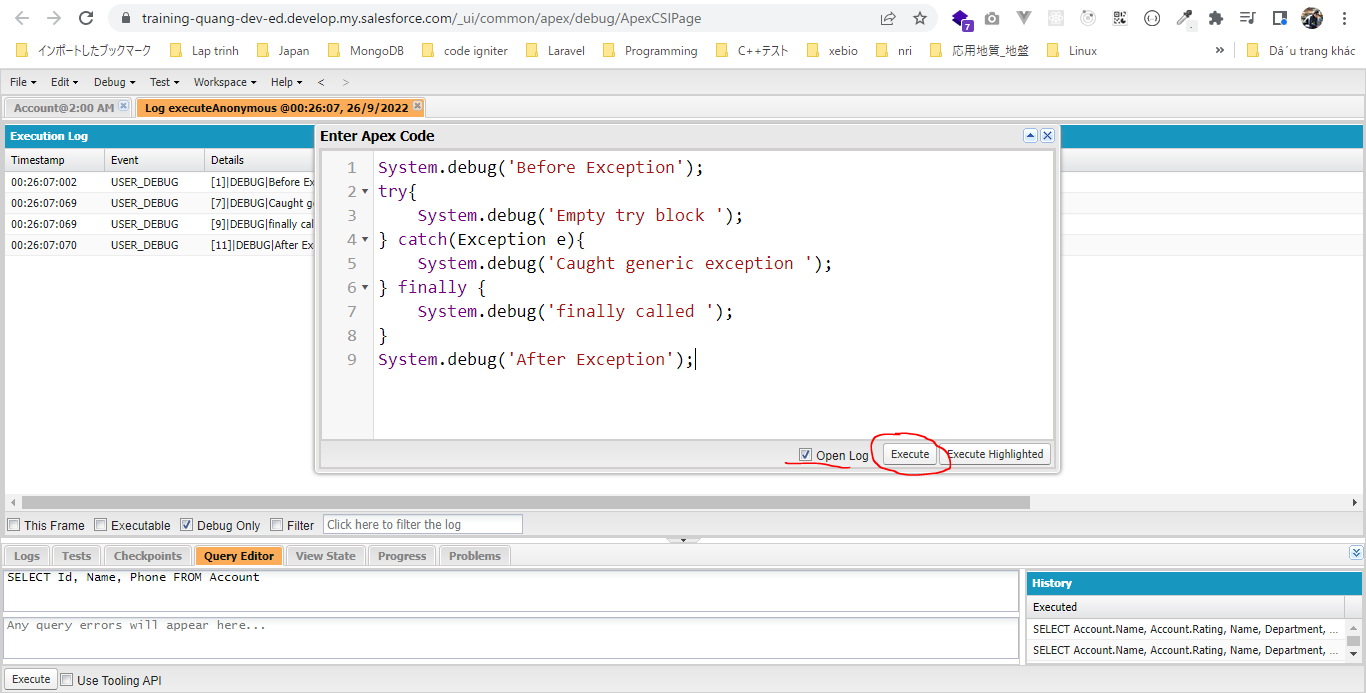 training-quang-dev-ed.develop.my.salesforce.com/_ui/common/apex/debug/ApexCSIPage
7
インポートしたブックマーク Lap trinh Japan MongoDB code igniter Laravel Programming C++テスト xebio nri 応用地質_地盤 Linux » Dấu trang khác
File Edit Debug Test Workspace Help < >
Account@2:00 AM Log executeAnonymous @00:26:07, 26/9/2022
Execution Log
Timestamp Event Details
00:26:07:002 USER_DEBUG [1]|DEBUG|Before Ex
00:26:07:069 USER_DEBUG [7]|DEBUG|Caught g
00:26:07:069 USER_DEBUG [9]|DEBUG|finally cal
00:26:07:070 USER_DEBUG [11]|DEBUG|After Ex
Enter Apex Code
1 System.debug('Before Exception');
2 try{
3 System.debug('Empty try block ');
4 } catch(Exception e){
5 System.debug('Caught generic exception ');
6 } finally {
7 System.debug('finally called ');
8 }
9 System.debug('After Exception');
Open Log Execute Execute Highlighted
This Frame Executable Debug Only Filter Click here to filter the log
Logs Tests Checkpoints Query Editor View State Progress Problems
SELECT Id, Name, Phone FROM Account
Any query errors will appear here...
History
Executed
SELECT Account.Name, Account.Rating, Name, Department, ...
SELECT Account.Name, Account.Rating, Name, Department, ...
Execute Use Tooling API